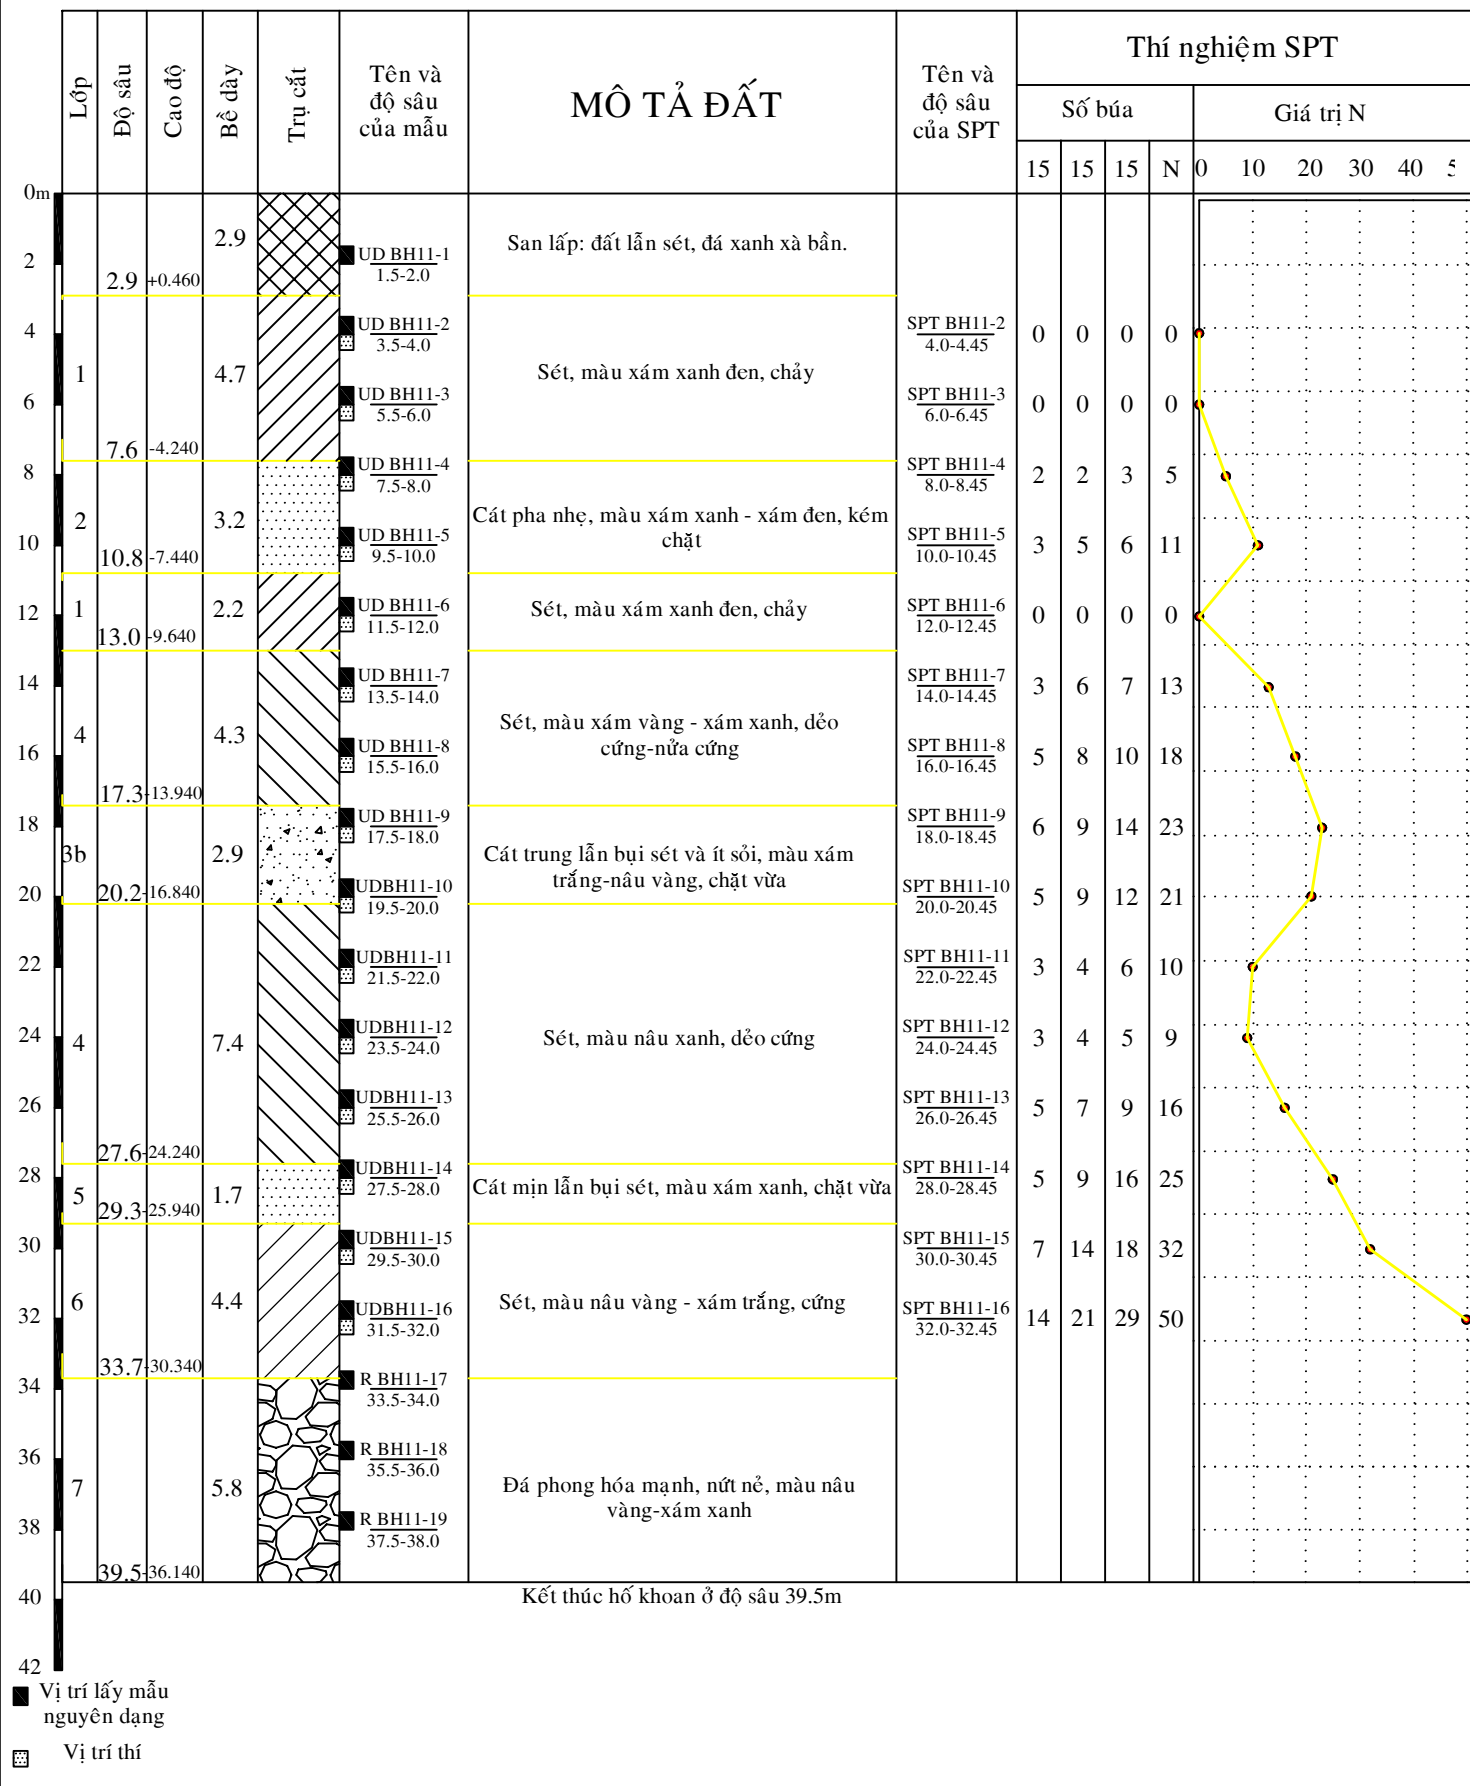 Lớp
Độ sâu
Cao độ
Bề dày
Trụ cắt
Tên và
độ sâu
của mẫu
MÔ TẢ ĐẤT
Tên và
độ sâu
của SPT
Thí nghiệm SPT
Số búa
Giá trị N
15 15 15 N
0 10 20 30 40
0m
2.9
San lấp: đất lẫn sét, đá xanh xà bần.
UD BH11-1
1.5-2.0
2
2.9 +0.460
UD BH11-2
3.5-4.0
SPT BH11-2
4.0-4.45
4
0 0 0 0
1
4.7
Sét, màu xám xanh đen, chảy
UD BH11-3
5.5-6.0
SPT BH11-3
6.0-6.45
6
0 0 0 0
7.6 -4.240
UD BH11-4
7.5-8.0
SPT BH11-4
8.0-8.45
8
2 2 3 5
2
3.2
Cát pha nhẹ, màu xám xanh - xám đen, kém
chặt
UD BH11-5
9.5-10.0
SPT BH11-5
10.0-10.45
10
3 5 6 11
10.8 -7.440
1
2.2
UD BH11-6
11.5-12.0
Sét, màu xám xanh đen, chảy
SPT BH11-6
12.0-12.45
12
0 0 0 0
13.0 -9.640
UD BH11-7
13.5-14.0
SPT BH11-7
14.0-14.45
14
3 6 7 13
4
4.3
Sét, màu xám vàng - xám xanh, dẻo
cứng-nửa cứng
UD BH11-8
15.5-16.0
SPT BH11-8
16.0-16.45
16
5 8 10 18
17.3 -13.940
UD BH11-9
17.5-18.0
SPT BH11-9
18.0-18.45
18
6 9 14 23
3b
2.9
Cát trung lẫn bụi sét và ít sỏi, màu xám
trắng-nâu vàng, chặt vừa
UDBH11-10
19.5-20.0
SPT BH11-10
20.0-20.45
20
20.2 -16.840
5 9 12 21
UDBH11-11
21.5-22.0
SPT BH11-11
22.0-22.45
22
3 4 6 10
4
7.4
UDBH11-12
23.5-24.0
Sét, màu nâu xanh, dẻo cứng
SPT BH11-12
24.0-24.45
24
3 4 5 9
UDBH11-13
25.5-26.0
SPT BH11-13
26.0-26.45
26
5 7 9 16
27.6 -24.240
UDBH11-14
27.5-28.0
SPT BH11-14
28.0-28.45
28
5 9 16 25
5
1.7
Cát mịn lẫn bụi sét, màu xám xanh, chặt vừa
29.3 -25.940
UDBH11-15
29.5-30.0
SPT BH11-15
30.0-30.45
30
7 14 18 32
6
4.4
Sét, màu nâu vàng - xám trắng, cứng
UDBH11-16
31.5-32.0
SPT BH11-16
32.0-32.45
32
14 21 29 50
33.7 -30.340
R BH11-17
33.5-34.0
34
R BH11-18
35.5-36.0
36
7
5.8
Đá phong hóa mạnh, nứt nẻ, màu nâu
vàng-xám xanh
R BH11-19
37.5-38.0
38
39.5 -36.140
40
Kết thúc hố khoan ở độ sâu 39.5m
42
Vị trí lấy mẫu
nguyên dạng
Vị trí thí